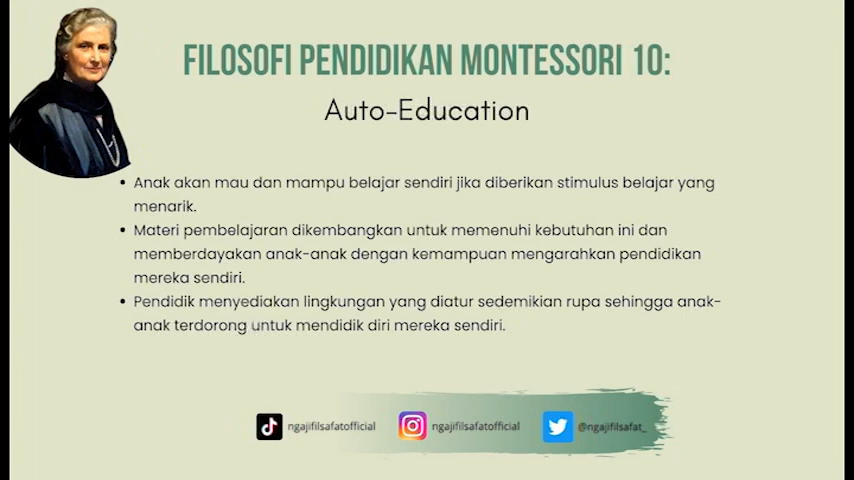 FILOSOFI PENDIDIKAN MONTESSORI 10:
Auto-Education
• Anak akan mau dan mampu belajar sendiri jika diberikan stimulus belajar yang
menarik.
• Materi pembelajaran dikembangkan untuk memenuhi kebutuhan ini dan
memberdayakan anak-anak dengan kemampuan mengarahkan pendidikan
mereka sendiri.
• Pendidik menyediakan lingkungan yang diatur sedemikian rupa sehingga anak-
anak terdorong untuk mendidik diri mereka sendiri.
ngajifilsafatofficial ngajifilsafatofficial @ngajifilsafat_